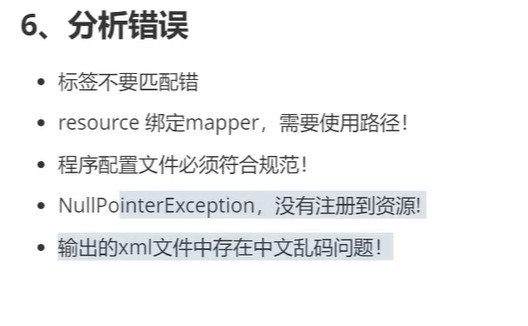 6、分析错误
标签不要匹配错
resource 绑定mapper，需要使用路径！
程序配置文件必须符合规范！
NullPointerException，没有注册到资源!
输出的xml文件中存在中文乱码问题！